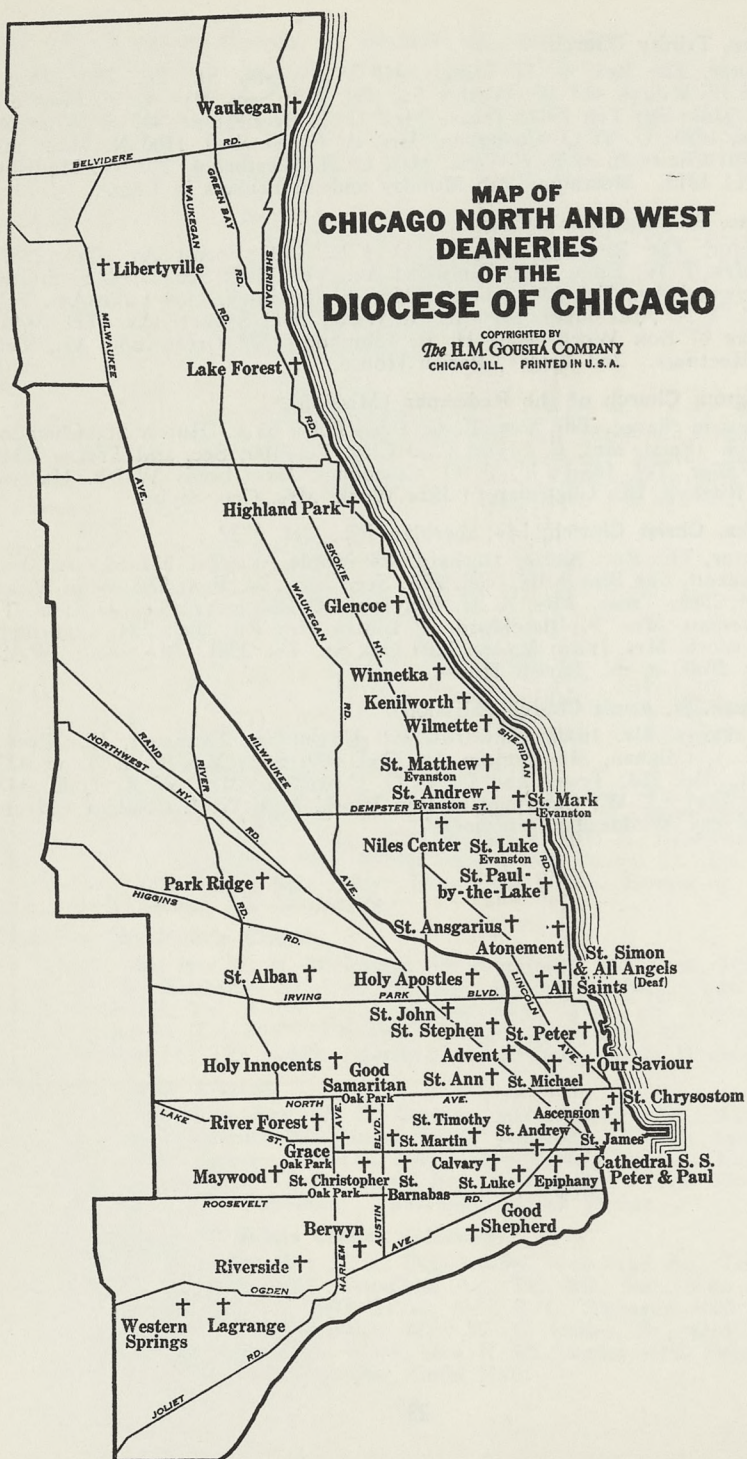 MAP OF
CHICAGO NORTH AND WEST
DEANERIES
OF THE
DIOCESE OF CHICAGO
COPYRIGHTED BY
The H.M. GOUSHÁ COMPANY
CHICAGO, ILL. PRINTED IN U. S. A.
Waukegan
BELVIDERE RD.
WAUKEGAN RD.
GREEN BAY RD.
SHERIDAN RD.
Libertyville
MILWAUKEE AVE.
Lake Forest
Highland Park
SKOKIE HY.
WAUKEGAN RD.
Glencoe
Winnetka
Kenilworth
Wilmette
SHERIDAN RD.
RAND RD.
NORTHWEST HY.
RIVER RD.
MILWAUKEE AVE.
St. Matthew
Evanston
St. Andrew
Evanston
DEMPSTER ST.
St. Mark
Evanston
Niles Center
St. Luke
Evanston
St. Paul-
by-the-Lake
Park Ridge
HIGGINS RD.
St. Ansgarius
Atonement
St. Simon
& All Angels
(Deaf)
All Saints
St. Alban
Holy Apostles
LINCOLN AVE.
IRVING PARK BLVD.
St. John
St. Stephen
St. Peter
Advent
Our Saviour
Holy Innocents
Good
Samaritan
Oak Park
St. Ann
St. Michael
NORTH AVE.
St. Chrysostom
LAKE ST.
River Forest
AVE.
BLVD.
St. Timothy
Ascension
St. Martin
St. Andrew
St. James
Grace
Oak Park
Maywood
St. Christopher
Oak Park
St.
Barnabas
Calvary
St. Luke
Epiphany
Cathedral S. S.
Peter & Paul
ROOSEVELT RD.
Berwyn
HARLEM
AUSTIN
Good
Shepherd
Riverside
OGDEN AVE.
Western
Springs
Lagrange
JOLIET RD.